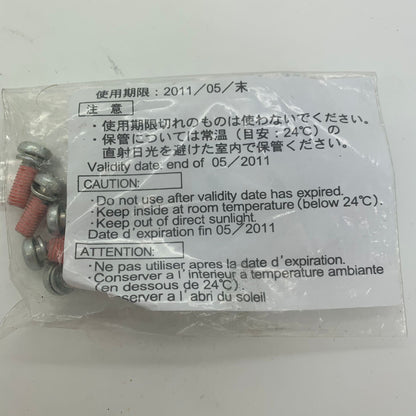 使用期限：2011／05／末
注 意
・使用期限切れのものは使わないでください。
・保管については常温（目安：24℃）の
直射日光を避けた室内で保管ください。
Validity date: end of 05/2011
CAUTION:
・Do not use after validity date has expired.
・Keep inside at room temperature (below 24℃).
・Keep out of direct sunlight.
Date d'expiration fin 05/2011
ATTENTION:
・Ne pas utiliser apres la date d'expiration.
・Conserver a l'interieur a temperature ambiante
(en dessous de 24℃).
Conserver a l'abri du soleil